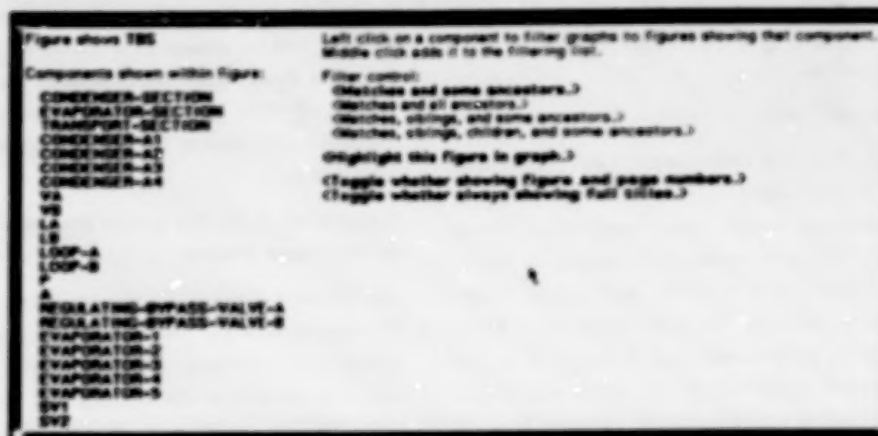 Figure shows TBS
Components shown within figure:
CONDENSER-SECTION
EVAPORATOR-SECTION
TRANSPORT-SECTION
CONDENSER-A1
CONDENSER-A2
CONDENSER-A3
CONDENSER-A4
VA
VB
LA
LB
LOOP-A
LOOP-B
P
A
REGULATING-BYPASS-VALVE-A
REGULATING-BYPASS-VALVE-B
EVAPORATOR-1
EVAPORATOR-2
EVAPORATOR-3
EVAPORATOR-4
EVAPORATOR-5
SV1
SV2
Left click on a component to filter graphs to figures showing that component.
Middle click adds it to the filtering list.
Filter control:
<Matches and some ancestors.>
<Matches and all ancestors.>
<Matches, siblings, and some ancestors.>
<Matches, siblings, children, and some ancestors.>
<Highlight this figure in graph.>
<Toggle whether showing figure and page numbers.>
<Toggle whether always showing full titles.>